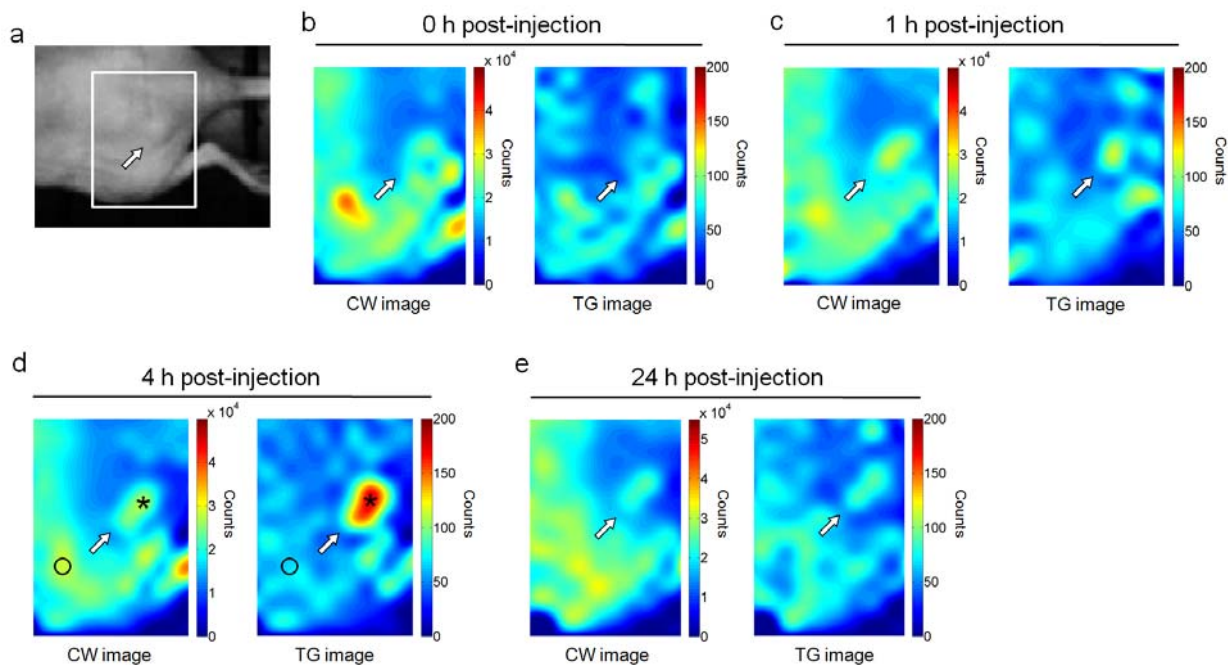 a
b
0 h post-injection
x 10^4
4
3
2
1
0
Counts
CW image
200
150
100
50
0
Counts
TG image
c
1 h post-injection
x 10^4
4
3
2
1
0
Counts
CW image
200
150
100
50
0
Counts
TG image
d
4 h post-injection
x 10^4
4
3
2
1
0
Counts
CW image
*
200
150
100
50
0
Counts
TG image
*
e
24 h post-injection
x 10^4
5
4
3
2
1
0
Counts
CW image
200
150
100
50
0
Counts
TG image